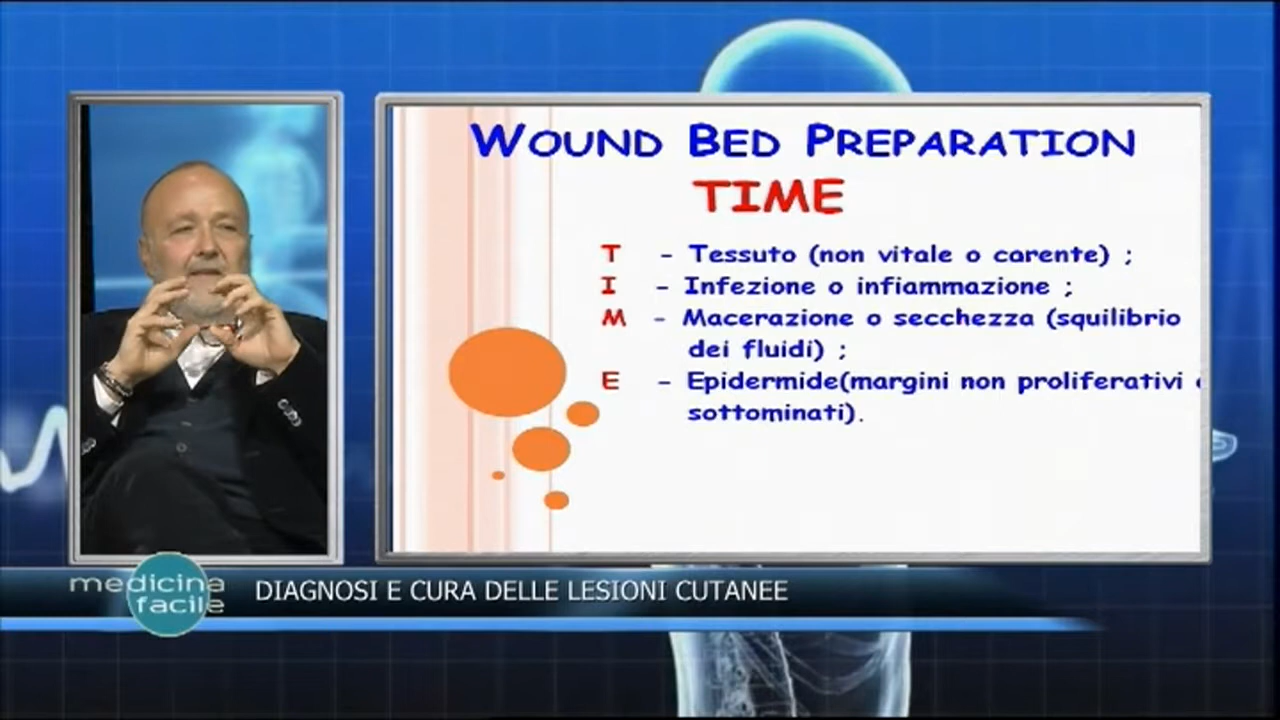 WOUND BED PREPARATION
TIME
T - Tessuto (non vitale o carente) ;
I - Infezione o infiammazione ;
M - Macerazione o secchezza (squilibrio
dei fluidi) ;
E - Epidermide(margini non proliferativi
sottominati).
medicina
facile
DIAGNOSI E CURA DELLE LESIONI CUTANEE